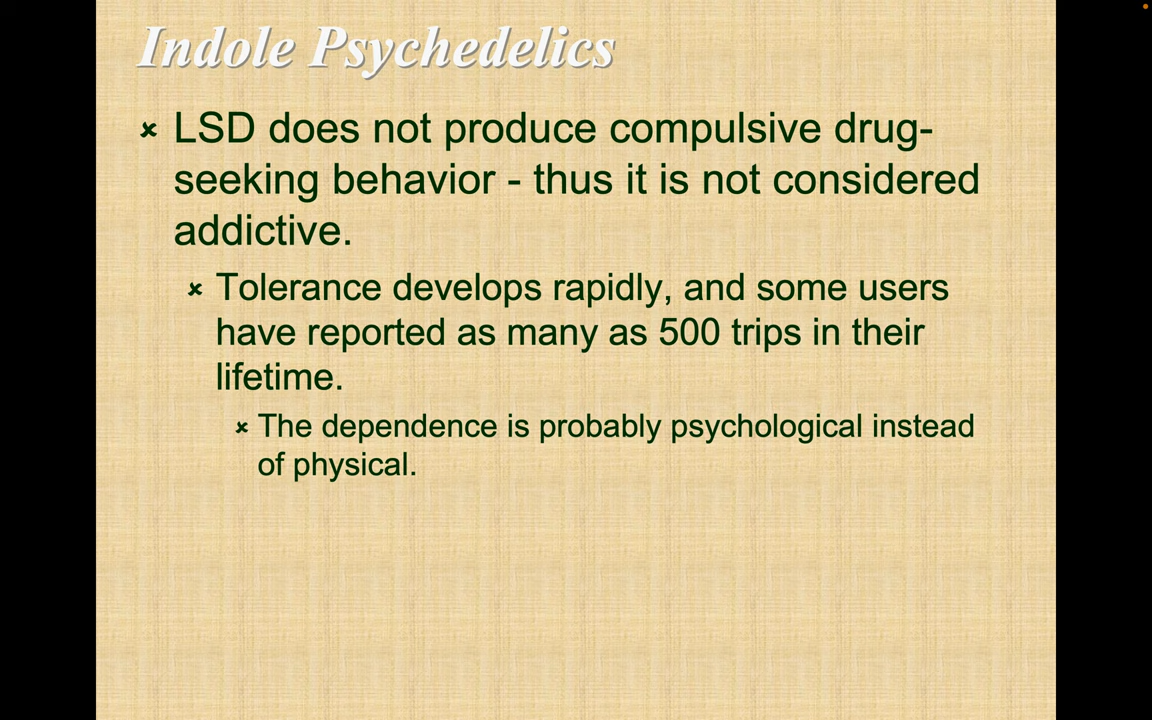 Indole Psychedelics
LSD does not produce compulsive drug-
seeking behavior - thus it is not considered
addictive.
Tolerance develops rapidly, and some users
have reported as many as 500 trips in their
lifetime.
The dependence is probably psychological instead
of physical.